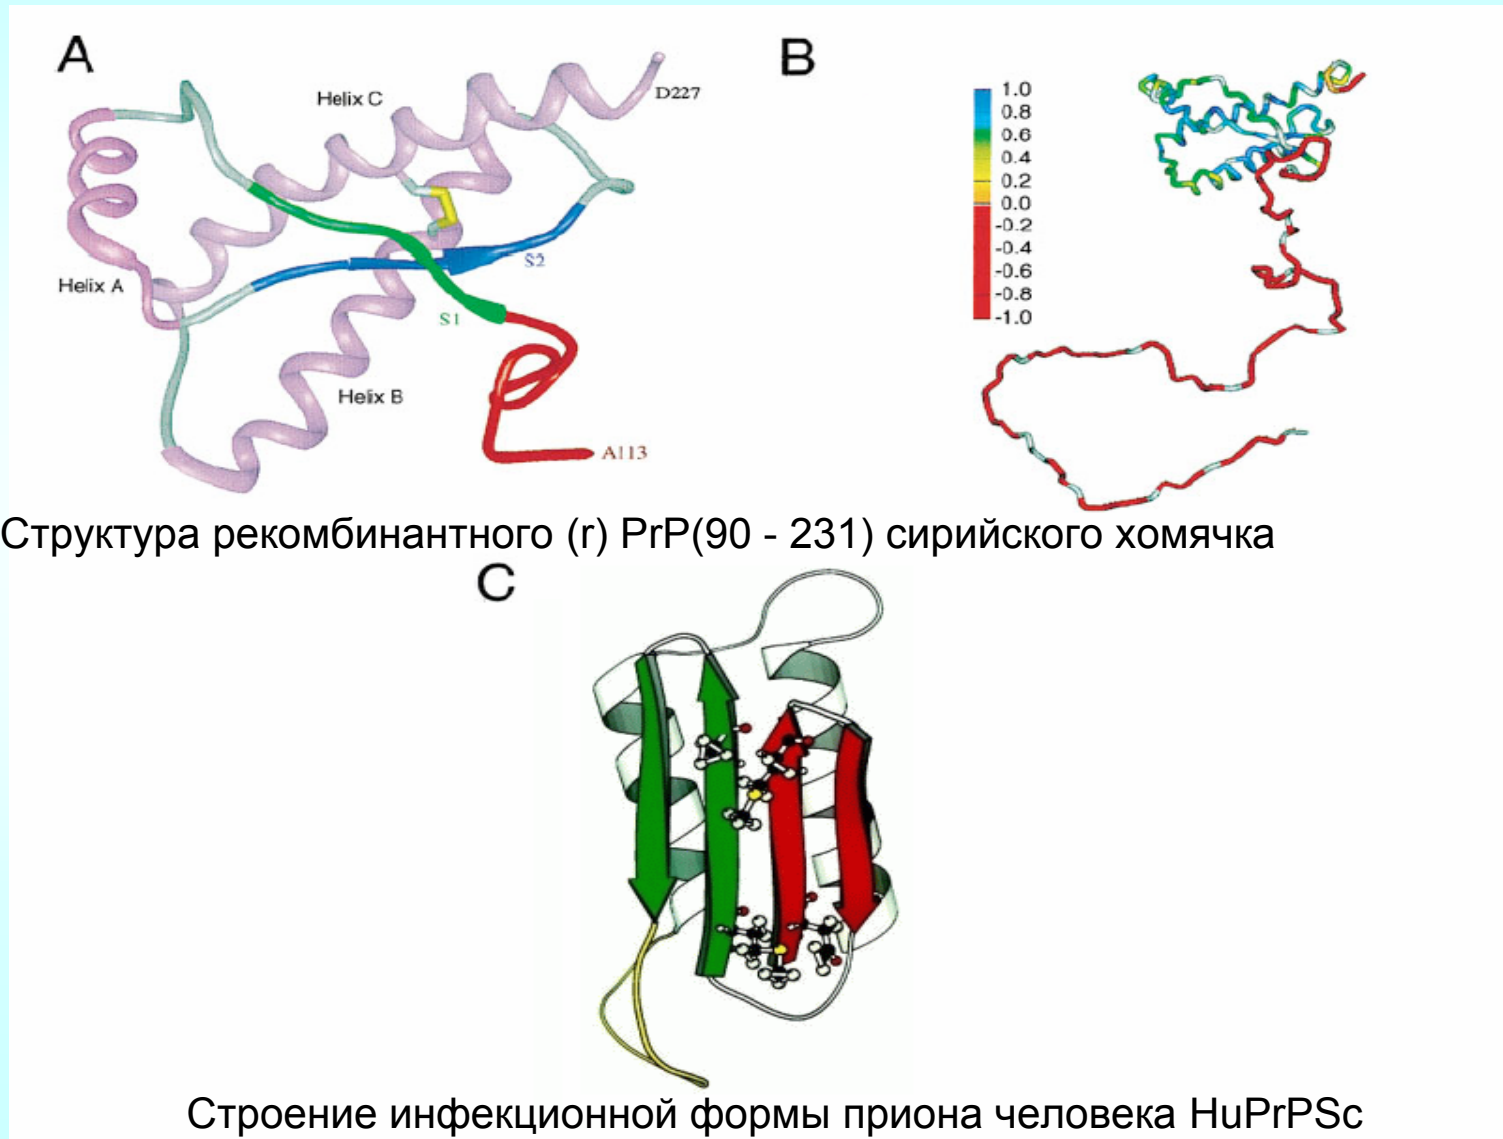 A
Helix C
D227
Helix A
S2
S1
Helix B
A113
B
1.0
0.8
0.6
0.4
0.2
0.0
-0.2
-0.4
-0.6
-0.8
-1.0
Структура рекомбинантного (r) PrP(90 - 231) сирийского хомячка
C
Строение инфекционной формы приона человека HuPrPSc